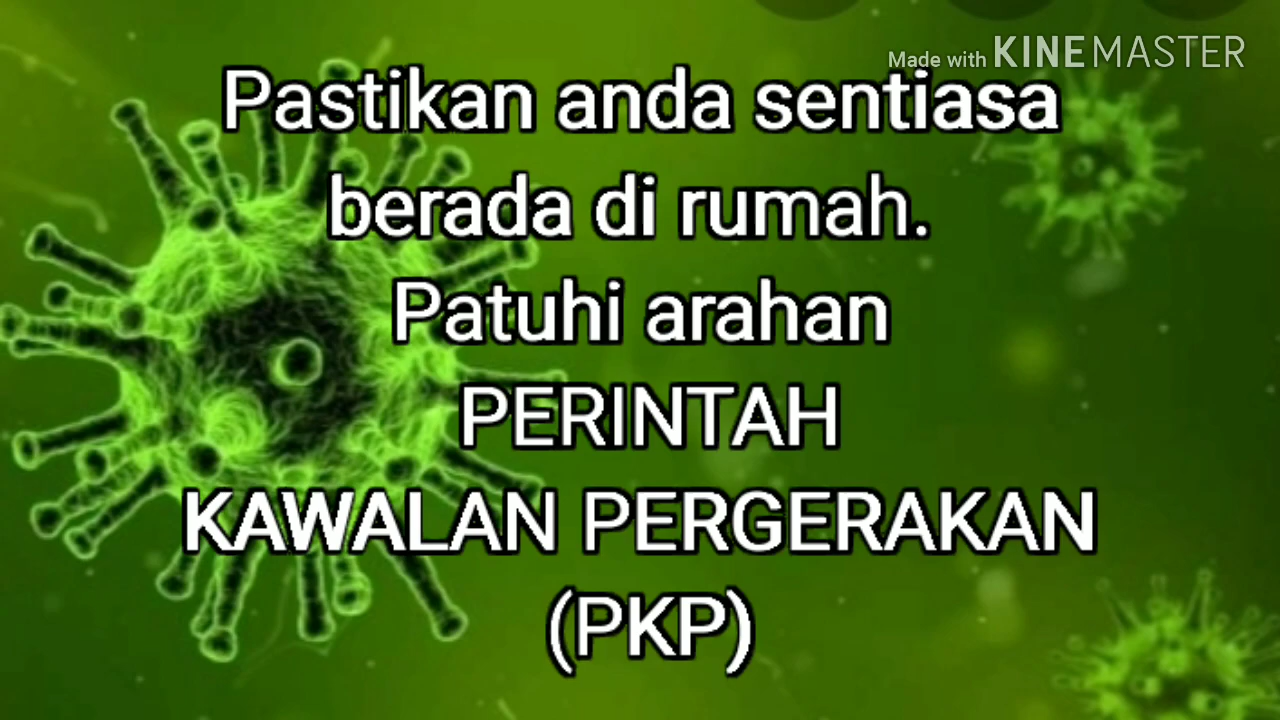 Made with KINEMASTER
Pastikan anda sentiasa
berada di rumah.
Patuhi arahan
PERINTAH
KAWALAN PERGERAKAN
(PKP)